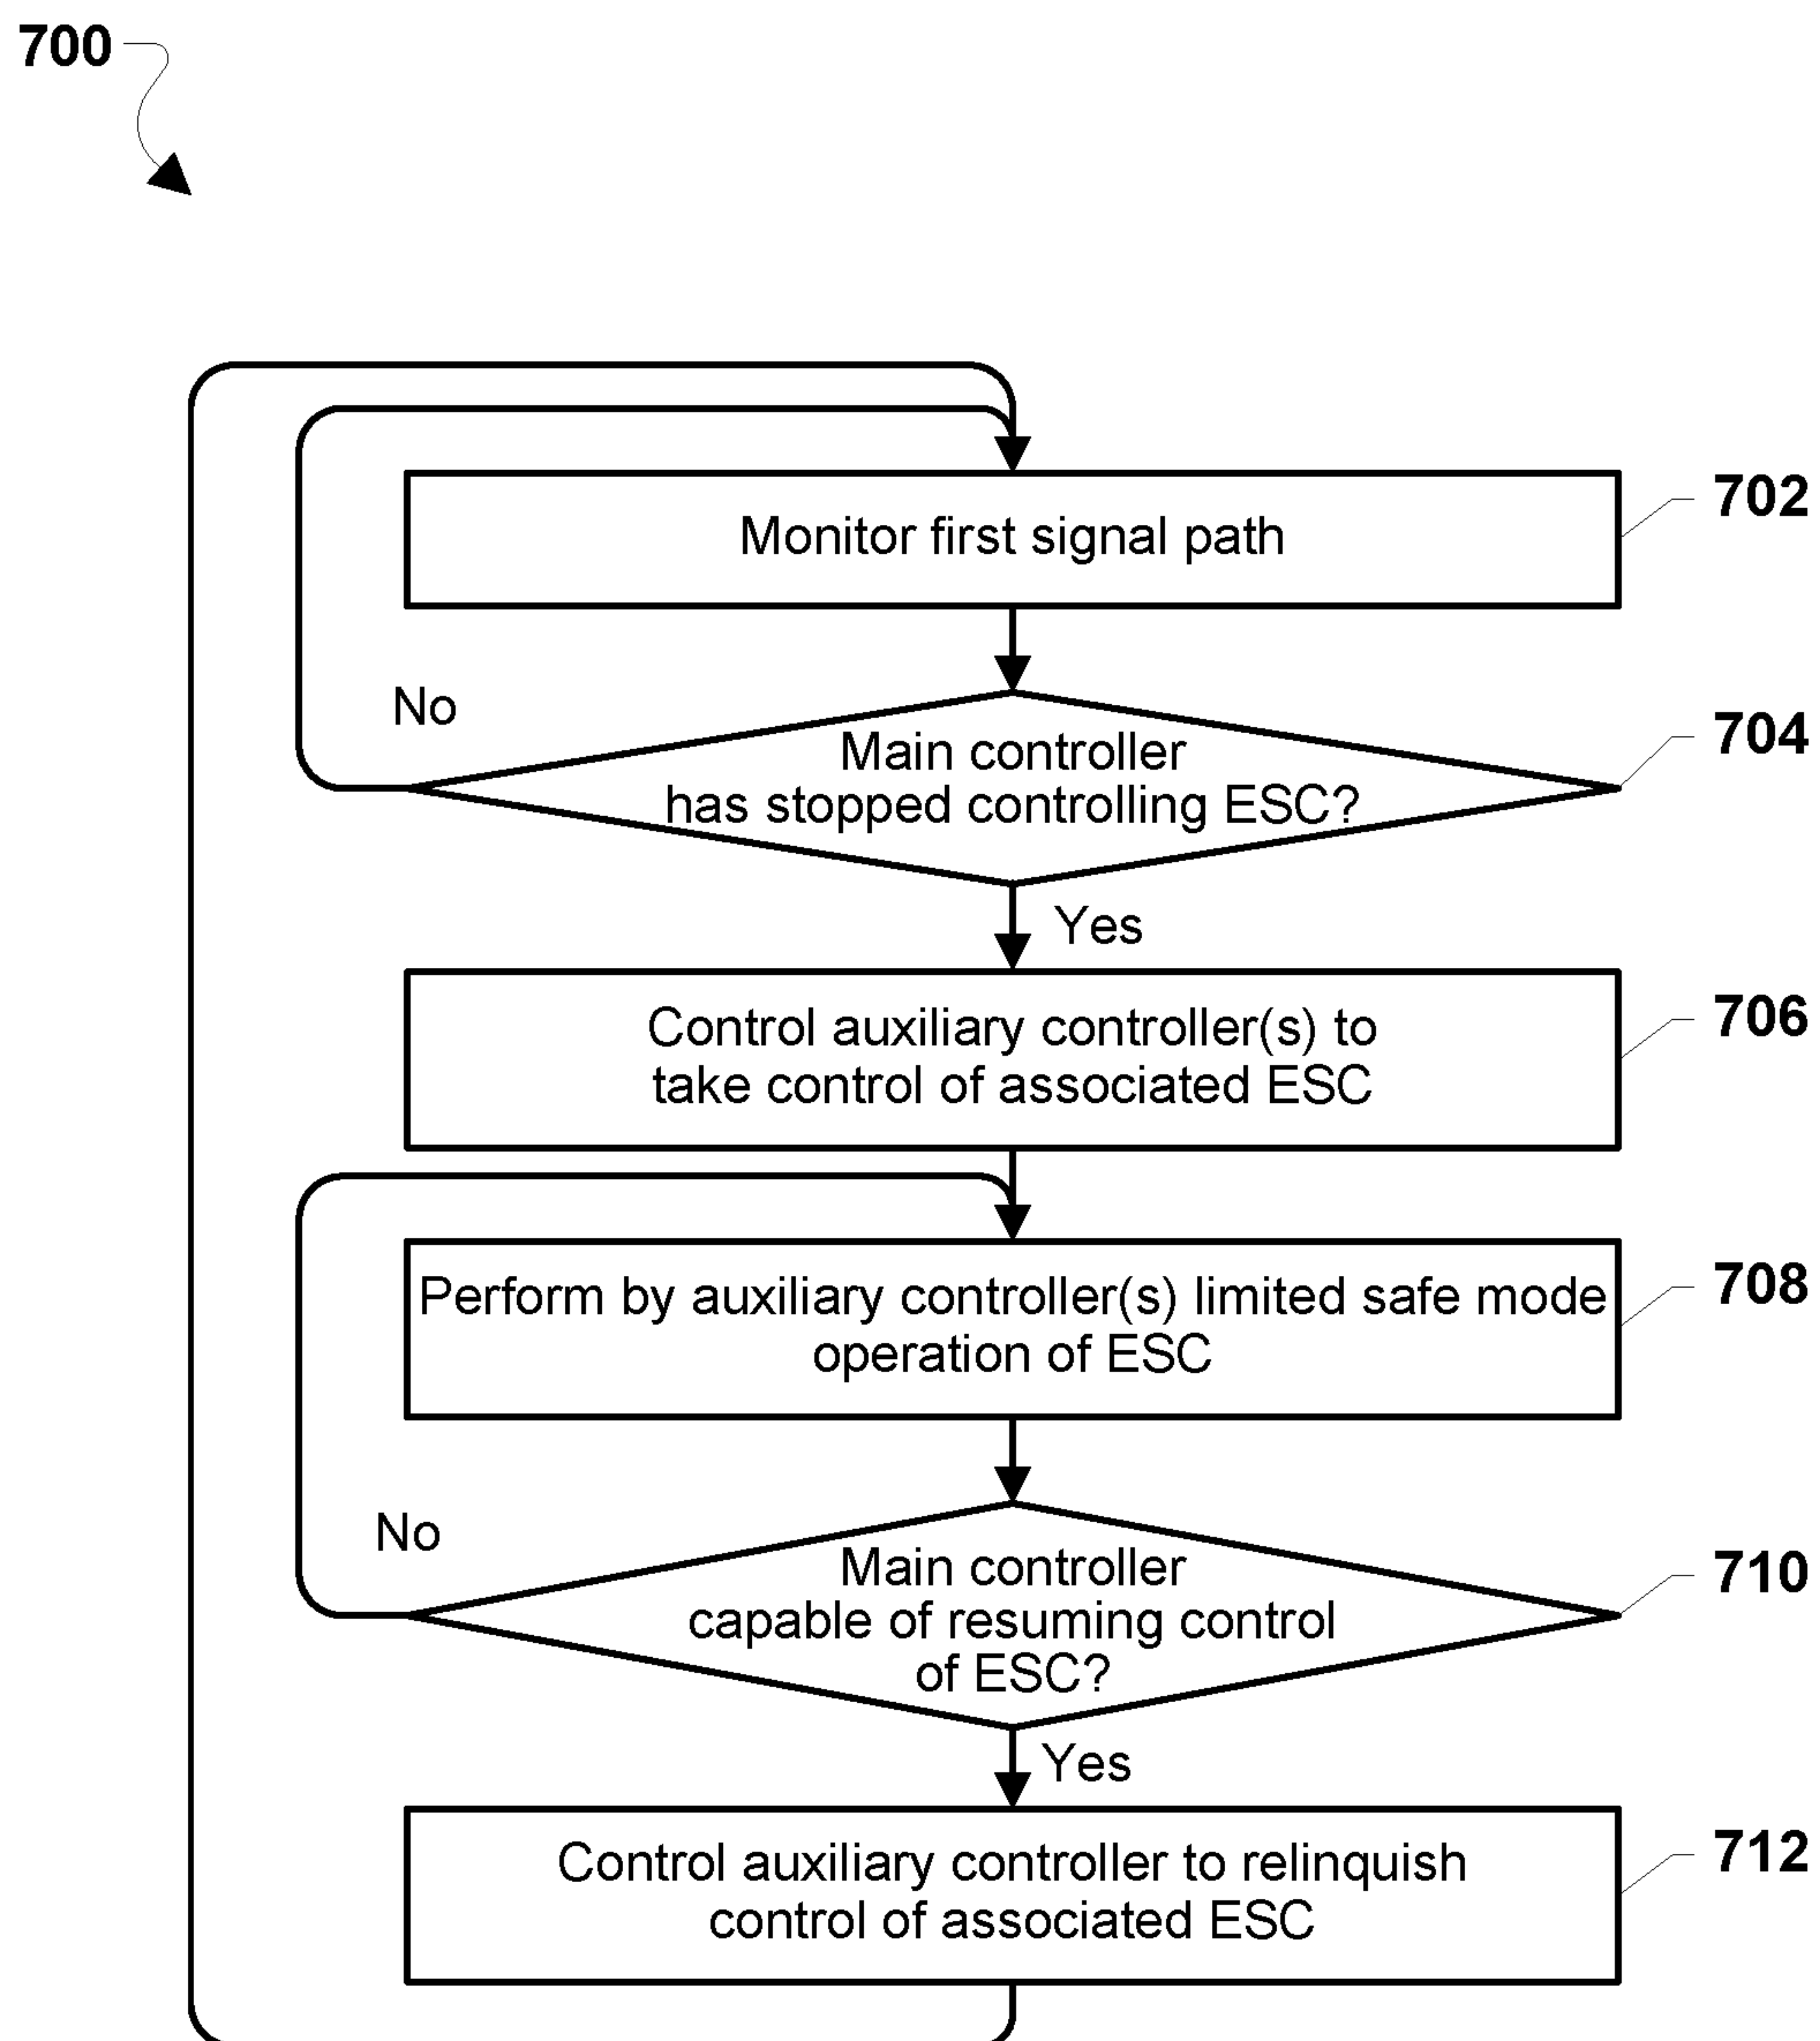 700
Monitor first signal path
702
No
Main controller
has stopped controlling ESC?
704
Yes
Control auxiliary controller(s) to
take control of associated ESC
706
Perform by auxiliary controller(s) limited safe mode
operation of ESC
708
No
Main controller
capable of resuming control
of ESC?
710
Yes
Control auxiliary controller to relinquish
control of associated ESC
712